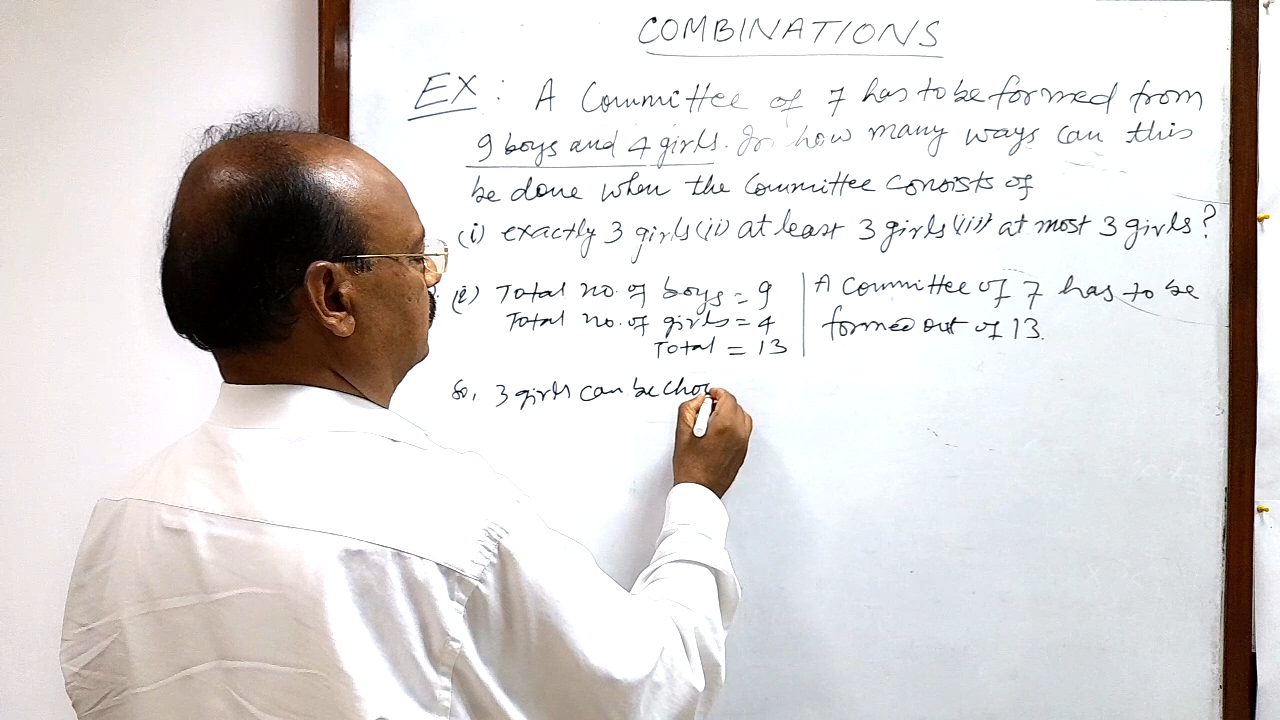 COMBINATIONS
EX: A Committee of 7 has to be formed from
9 boys and 4 girls. In how many ways can this
be done when the Committee consists of
(i) exactly 3 girls (ii) at least 3 girls (iii) at most 3 girls?
(i) Total no. of boys = 9
Total no. of girls = 4
Total = 13
A Committee of 7 has to be
formed out of 13.
So, 3 girls can be cho